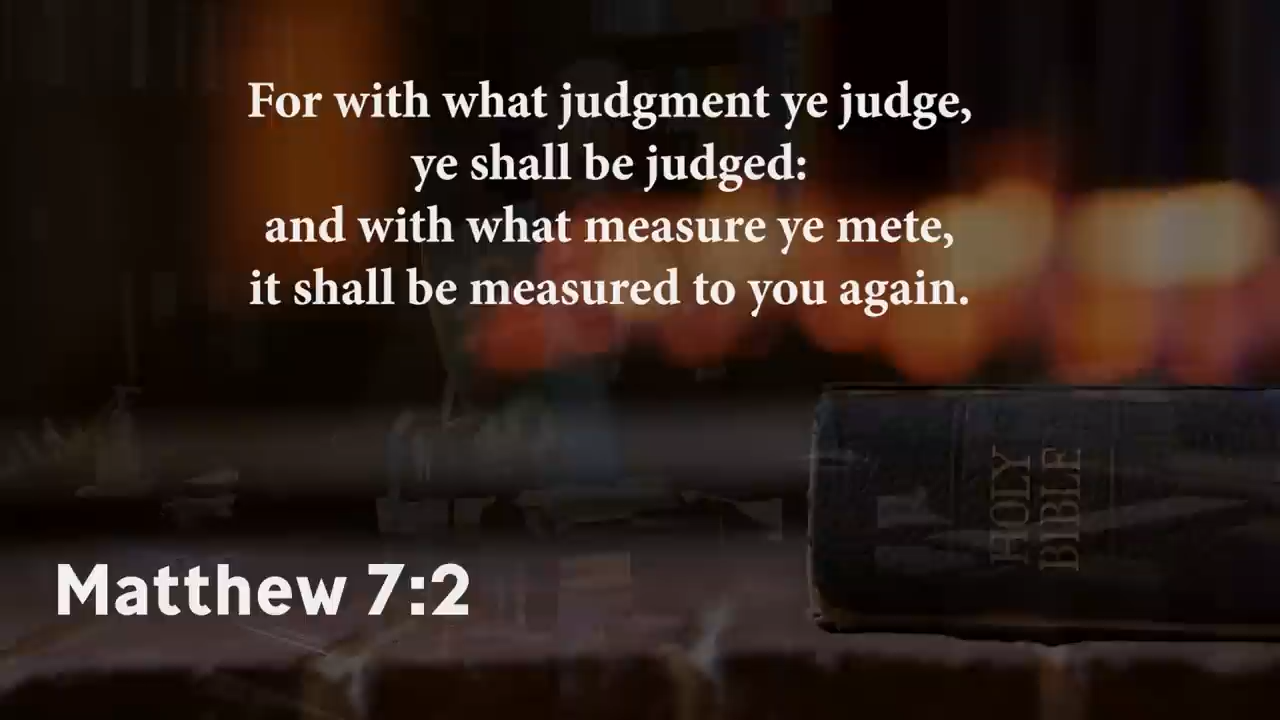 For with what judgment ye judge,
ye shall be judged:
and with what measure ye mete,
it shall be measured to you again.
HOLY
BIBLE
Matthew 7:2